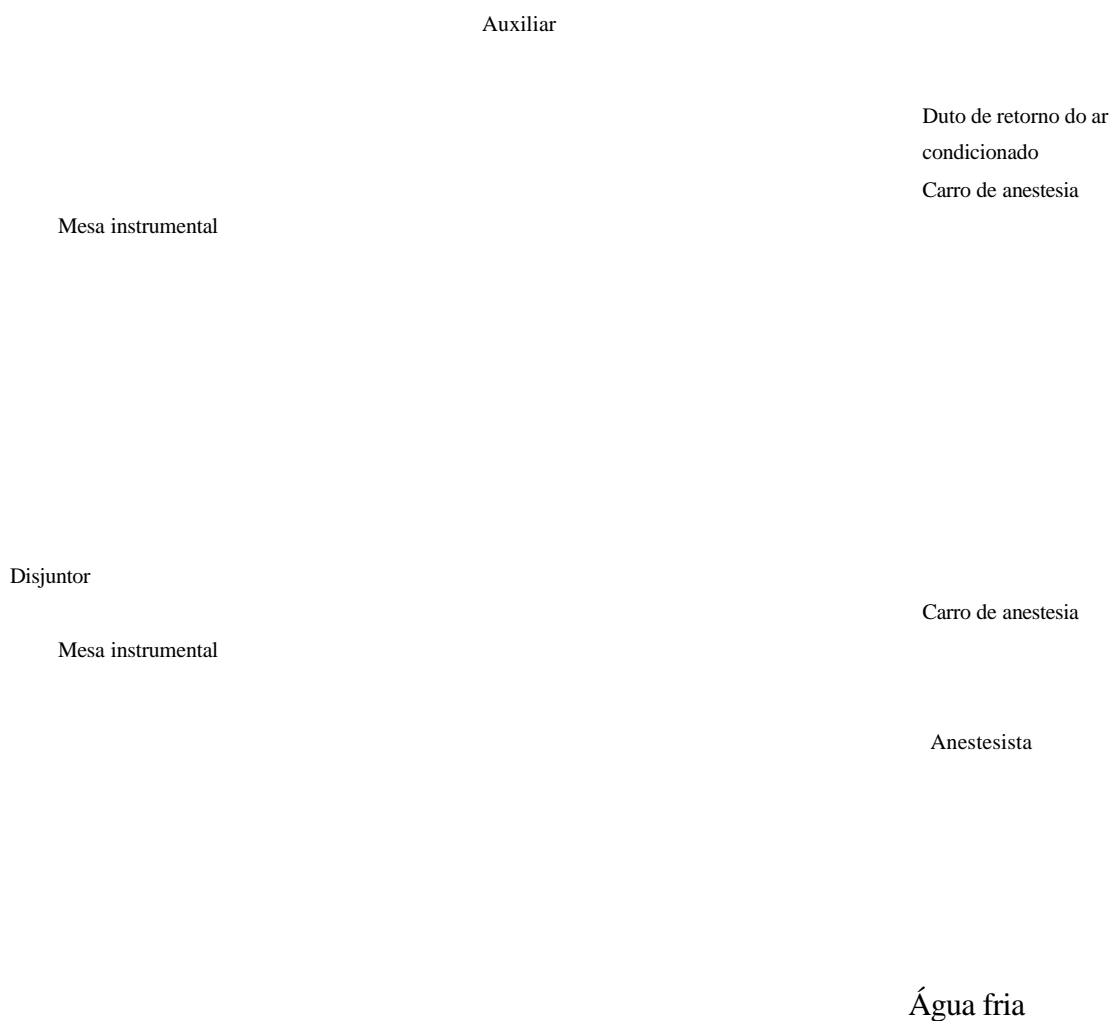 Auxiliar
Duto de retorno do ar
condicionado
Carro de anestesia
Mesa instrumental
Disjuntor
Carro de anestesia
Mesa instrumental
Anestesista
Água fria